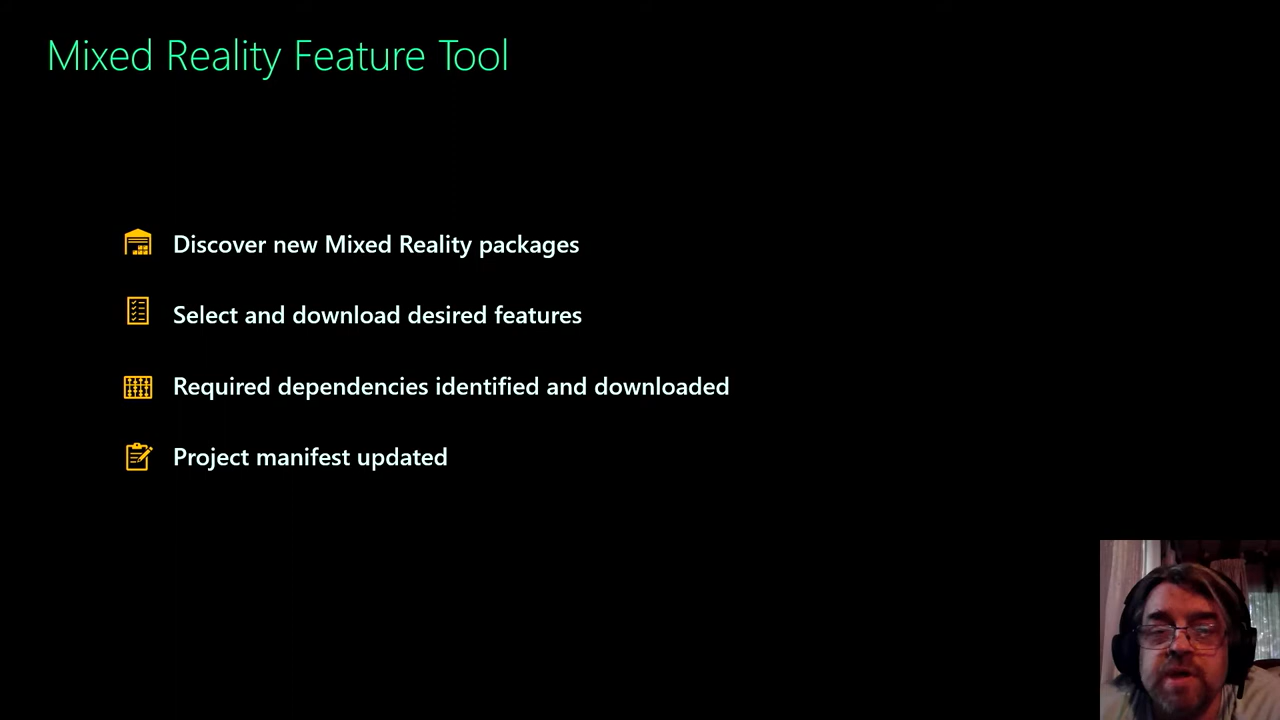 Mixed Reality Feature Tool
Discover new Mixed Reality packages
Select and download desired features
Required dependencies identified and downloaded
Project manifest updated